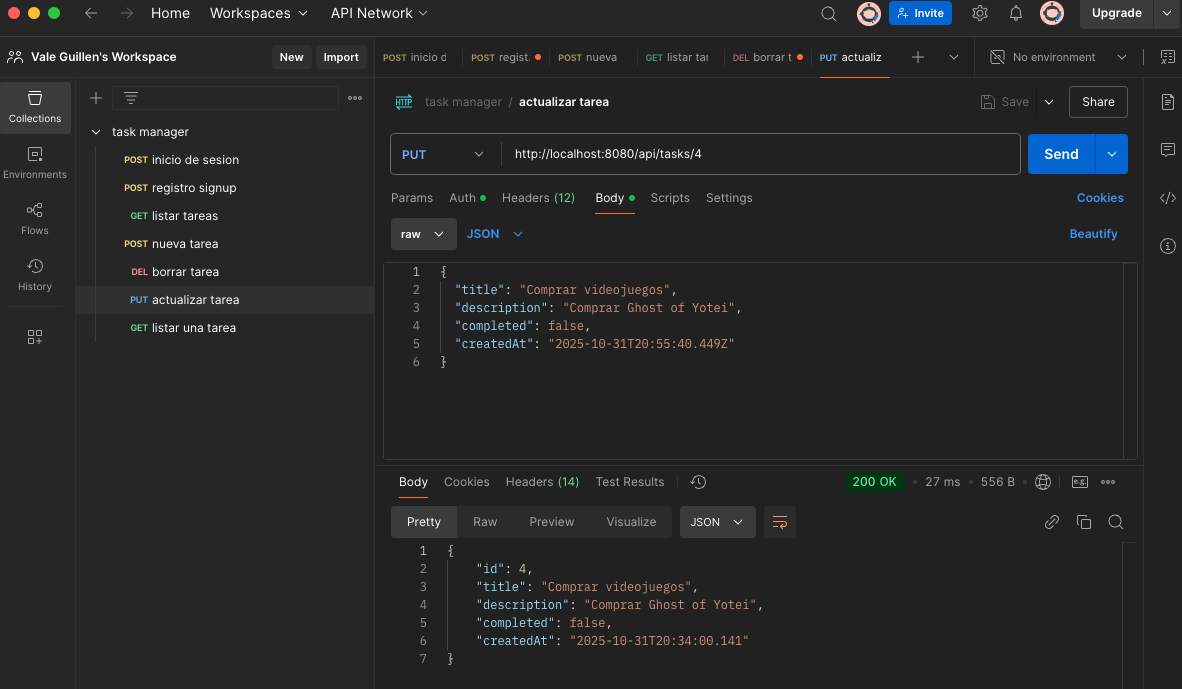 Home Workspaces API Network Invite Upgrade
Vale Guillen's Workspace New Import
POST inicio d POST regist. POST nueva GET listar tar DEL borrar t PUT actualiz No environment
Collections
Environments
Flows
History
task manager
POST inicio de sesion
POST registro signup
GET listar tareas
POST nueva tarea
DEL borrar tarea
PUT actualizar tarea
GET listar una tarea
HTTP task manager / actualizar tarea Save Share
PUT http://localhost:8080/api/tasks/4 Send
Params Auth Headers (12) Body Scripts Settings Cookies
raw JSON Beautify
1 {
2 "title": "Comprar videojuegos",
3 "description": "Comprar Ghost of Yotei",
4 "completed": false,
5 "createdAt": "2025-10-31T20:55:40.449Z"
6 }
Body Cookies Headers (14) Test Results 200 OK 27 ms 556 B e.g.
Pretty Raw Preview Visualize JSON
1 {
2 "id": 4,
3 "title": "Comprar videojuegos",
4 "description": "Comprar Ghost of Yotei",
5 "completed": false,
6 "createdAt": "2025-10-31T20:34:00.141"
7 }